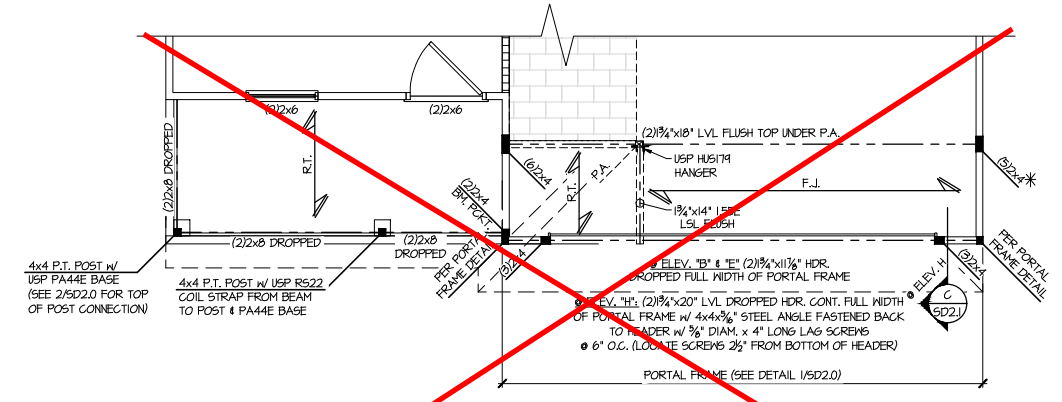 (2)2x6
(2)2x6
(2)2x8 DROPPED
R.T.
(2)2x8 DROPPED
(2)2x8
DROPPED
4x4 P.T. POST w/
USP PA44E BASE
(SEE 2/SD2.0 FOR TOP
OF POST CONNECTION)
4x4 P.T. POST w/ USP RS22
COIL STRAP FROM BEAM
TO POST & PA44E BASE
(2)2x4
BM. PCKT.
PER PORTAL
FRAME DETAIL
(3)2x4
(6)2x4
R.T.
P.A.
(2)1¾"x18" LVL FLUSH TOP UNDER P.A.
USP HUS179
HANGER
F.J.
1¾"x14" 1.55E
LSL FLUSH
(5)2x4*
(3)2x4
PER PORTAL
FRAME DETAIL
@ ELEV. H
C
SD2.1
@ ELEV. "B" & "E" (2)1¾"x11⅞" HDR.
DROPPED FULL WIDTH OF PORTAL FRAME
@ ELEV. "H": (2)1¾"x20" LVL DROPPED HDR. CONT. FULL WIDTH
OF PORTAL FRAME w/ 4x4x5/16" STEEL ANGLE FASTENED BACK
TO HEADER w/ ⅝" DIAM. x 4" LONG LAG SCREWS
@ 6" O.C. (LOCATE SCREWS 2½" FROM BOTTOM OF HEADER)
PORTAL FRAME (SEE DETAIL 1/SD2.0)